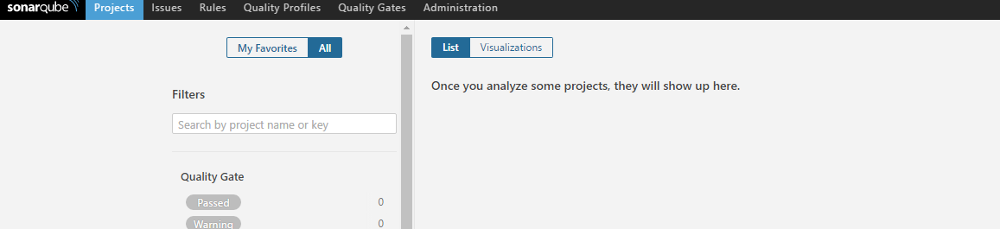 sonarqube Projects Issues Rules Quality Profiles Quality Gates Administration
My Favorites All
List Visualizations
Filters
Once you analyze some projects, they will show up here.
Search by project name or key
Quality Gate
Passed 0
Warning 0